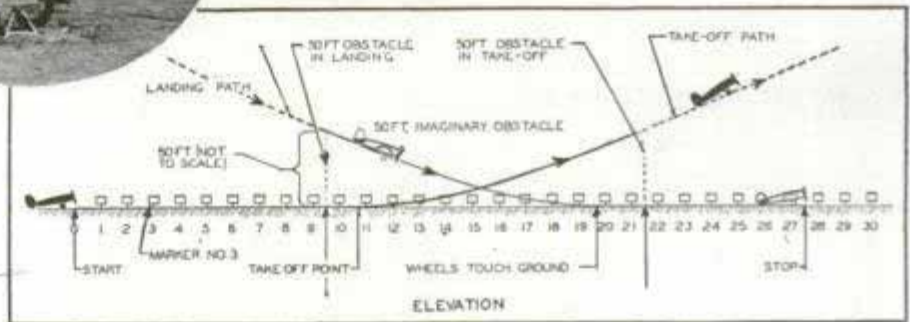 50FT OBSTACLE
IN LANDING
50FT OBSTACLE
IN TAKE-OFF
TAKE-OFF PATH
LANDING PATH
50FT. IMAGINARY OBSTACLE
50FT (NOT
TO SCALE)
0 1 2 3 4 5 6 7 8 9 10 11 12 13 14 15 16 17 18 19 20 21 22 23 24 25 26 27 28 29 30
START
MARKER NO.3
TAKE OFF POINT
WHEELS TOUCH GROUND
STOP
ELEVATION